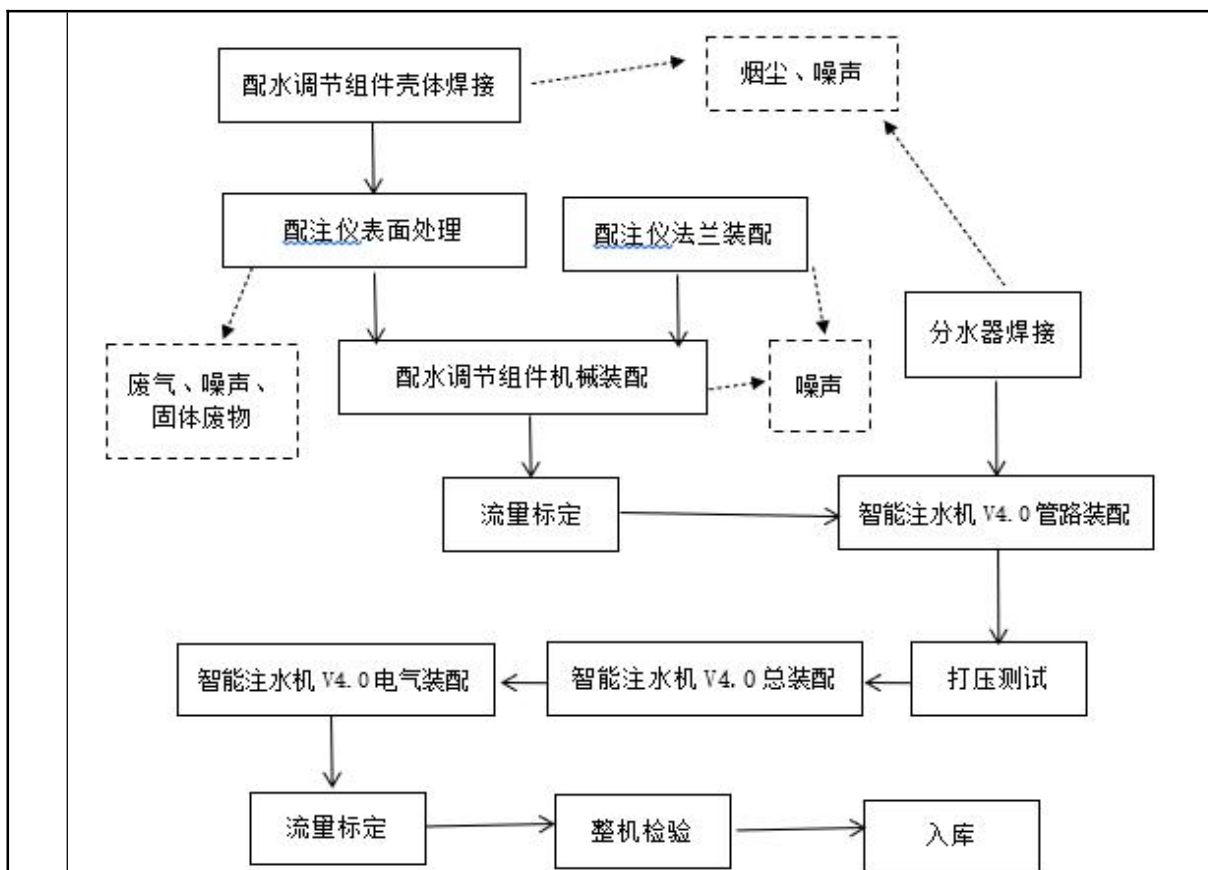 配水调节组件壳体焊接
烟尘、噪声
配注仪表面处理
配注仪法兰装配
分水器焊接
废气、噪声、
固体废物
配水调节组件机械装配
噪声
流量标定
智能注水机 V4.0 管路装配
智能注水机 V4.0 电气装配
智能注水机 V4.0 总装配
打压测试
流量标定
整机检验
入库